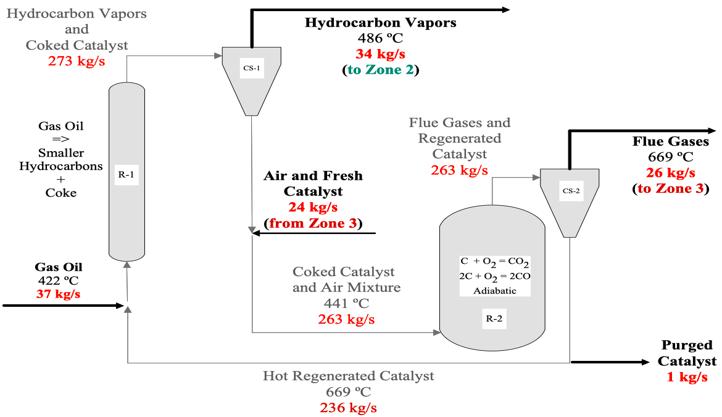 Hydrocarbon Vapors
and
Coked Catalyst
273 kg/s
CS-1
Hydrocarbon Vapors
486 ºC
34 kg/s
(to Zone 2)
Gas Oil
=>
Smaller
Hydrocarbons
+
Coke
R-1
Flue Gases and
Regenerated
Catalyst
263 kg/s
CS-2
Flue Gases
669 ºC
26 kg/s
(to Zone 3)
Air and Fresh
Catalyst
24 kg/s
(from Zone 3)
Gas Oil
422 ºC
37 kg/s
Coked Catalyst
and Air Mixture
441 ºC
263 kg/s
C + O₂ = CO₂
2C + O₂ = 2CO
Adiabatic
R-2
Purged
Catalyst
1 kg/s
Hot Regenerated Catalyst
669 ºC
236 kg/s